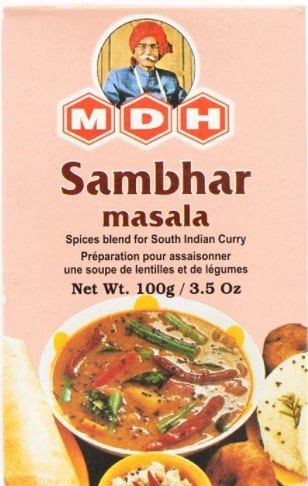 MDH
Sambhar
masala
Spices blend for South Indian Curry
Préparation pour assaisonner
une soupe de lentilles et de légumes
Net Wt. 100g / 3.5 Oz